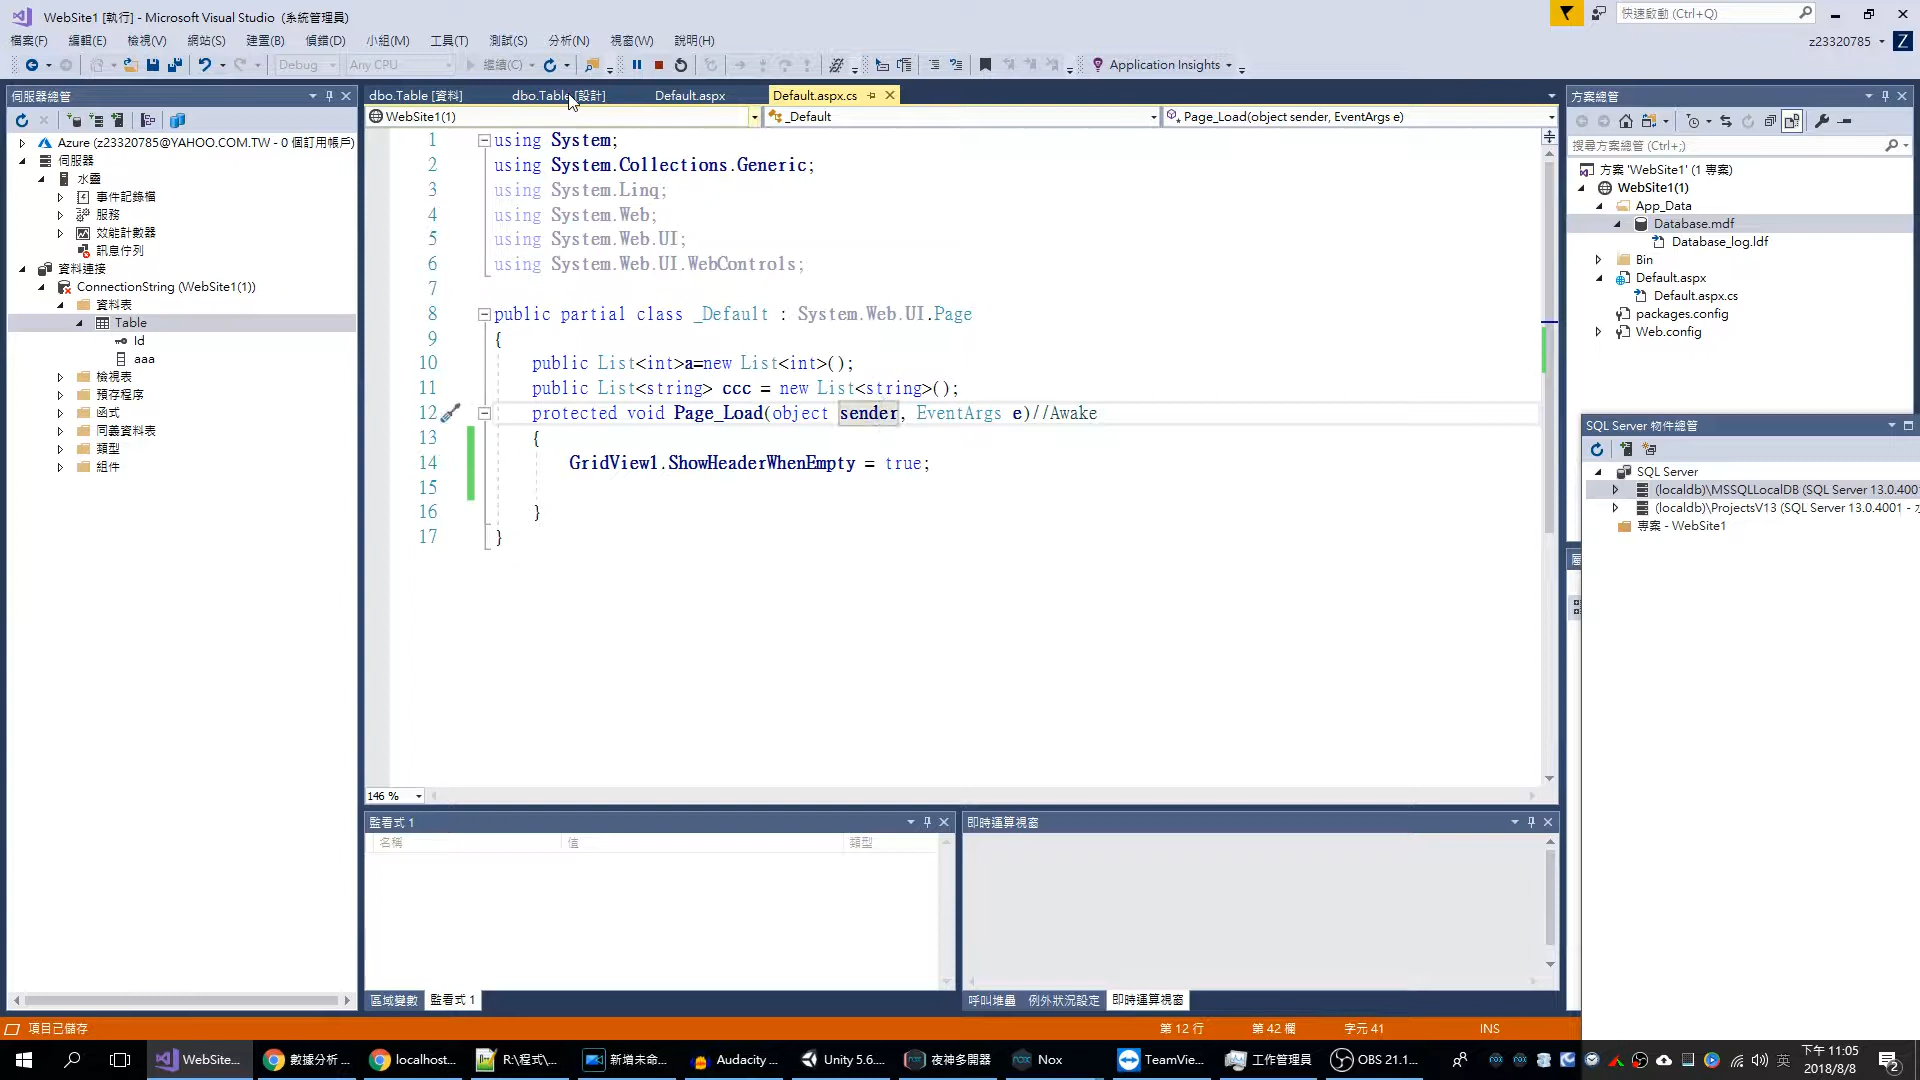 WebSite1 [執行] - Microsoft Visual Studio (系統管理員)
快速啟動 (Ctrl+Q)
檔案(F) 編輯(E) 檢視(V) 網站(S) 建置(B) 偵錯(D) 小組(M) 工具(T) 測試(S) 分析(N) 視窗(W) 說明(H)
z23320785
Z
Debug Any CPU 繼續(C) Application Insights
伺服器總管
dbo.Table [資料] dbo.Table [設計] Default.aspx Default.aspx.cs
方案總管
WebSite1(1) _Default Page_Load(object sender, EventArgs e)
搜尋方案總管 (Ctrl+;)
Azure (z23320785@YAHOO.COM.TW - 0 個訂用帳戶)
伺服器
水靈
事件記錄檔
服務
效能計數器
訊息佇列
資料連接
ConnectionString (WebSite1(1))
資料表
Table
Id
aaa
檢視表
預存程序
函式
同義資料表
類型
組件
1 using System;
2 using System.Collections.Generic;
3 using System.Linq;
4 using System.Web;
5 using System.Web.UI;
6 using System.Web.UI.WebControls;
7
8 public partial class _Default : System.Web.UI.Page
9 {
10 public List<int>a=new List<int>();
11 public List<string> ccc = new List<string>();
12 protected void Page_Load(object sender, EventArgs e)//Awake
13 {
14 GridView1.ShowHeaderWhenEmpty = true;
15
16 }
17 }
方案 'WebSite1' (1 專案)
WebSite1(1)
App_Data
Database.mdf
Database_log.ldf
Bin
Default.aspx
Default.aspx.cs
packages.config
Web.config
SQL Server 物件總管
SQL Server
(localdb)\MSSQLLocalDB (SQL Server 13.0.400
(localdb)\ProjectsV13 (SQL Server 13.0.4001 -
專案 - WebSite1
146 %
監看式 1
名稱 值 類型
即時運算視窗
區域變數 監看式 1
呼叫堆疊 例外狀況設定 即時運算視窗
項目已儲存
第 12 行 第 42 欄 字元 41 INS
WebSite... 數據分析 ... localhost... R:\程式\... 新增未命... Audacity ... Unity 5.6.... 夜神多開器 Nox TeamVie... 工作管理員 OBS 21.1...
英
下午 11:05
2018/8/8
2